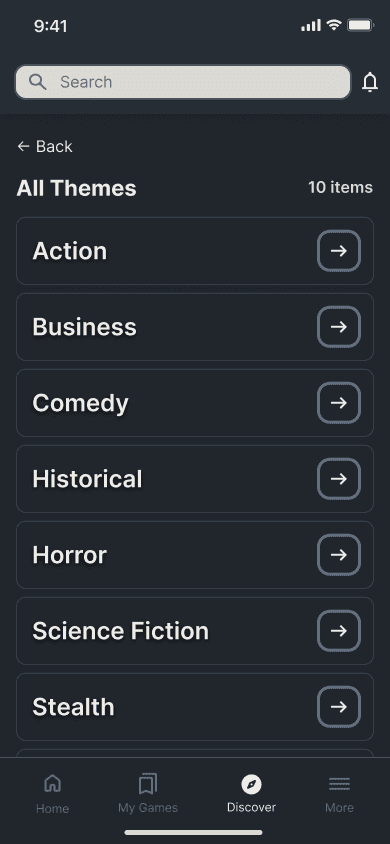 9:41
Search
← Back
All Themes 10 items
Action
Business
Comedy
Historical
Horror
Science Fiction
Stealth
Home My Games Discover More